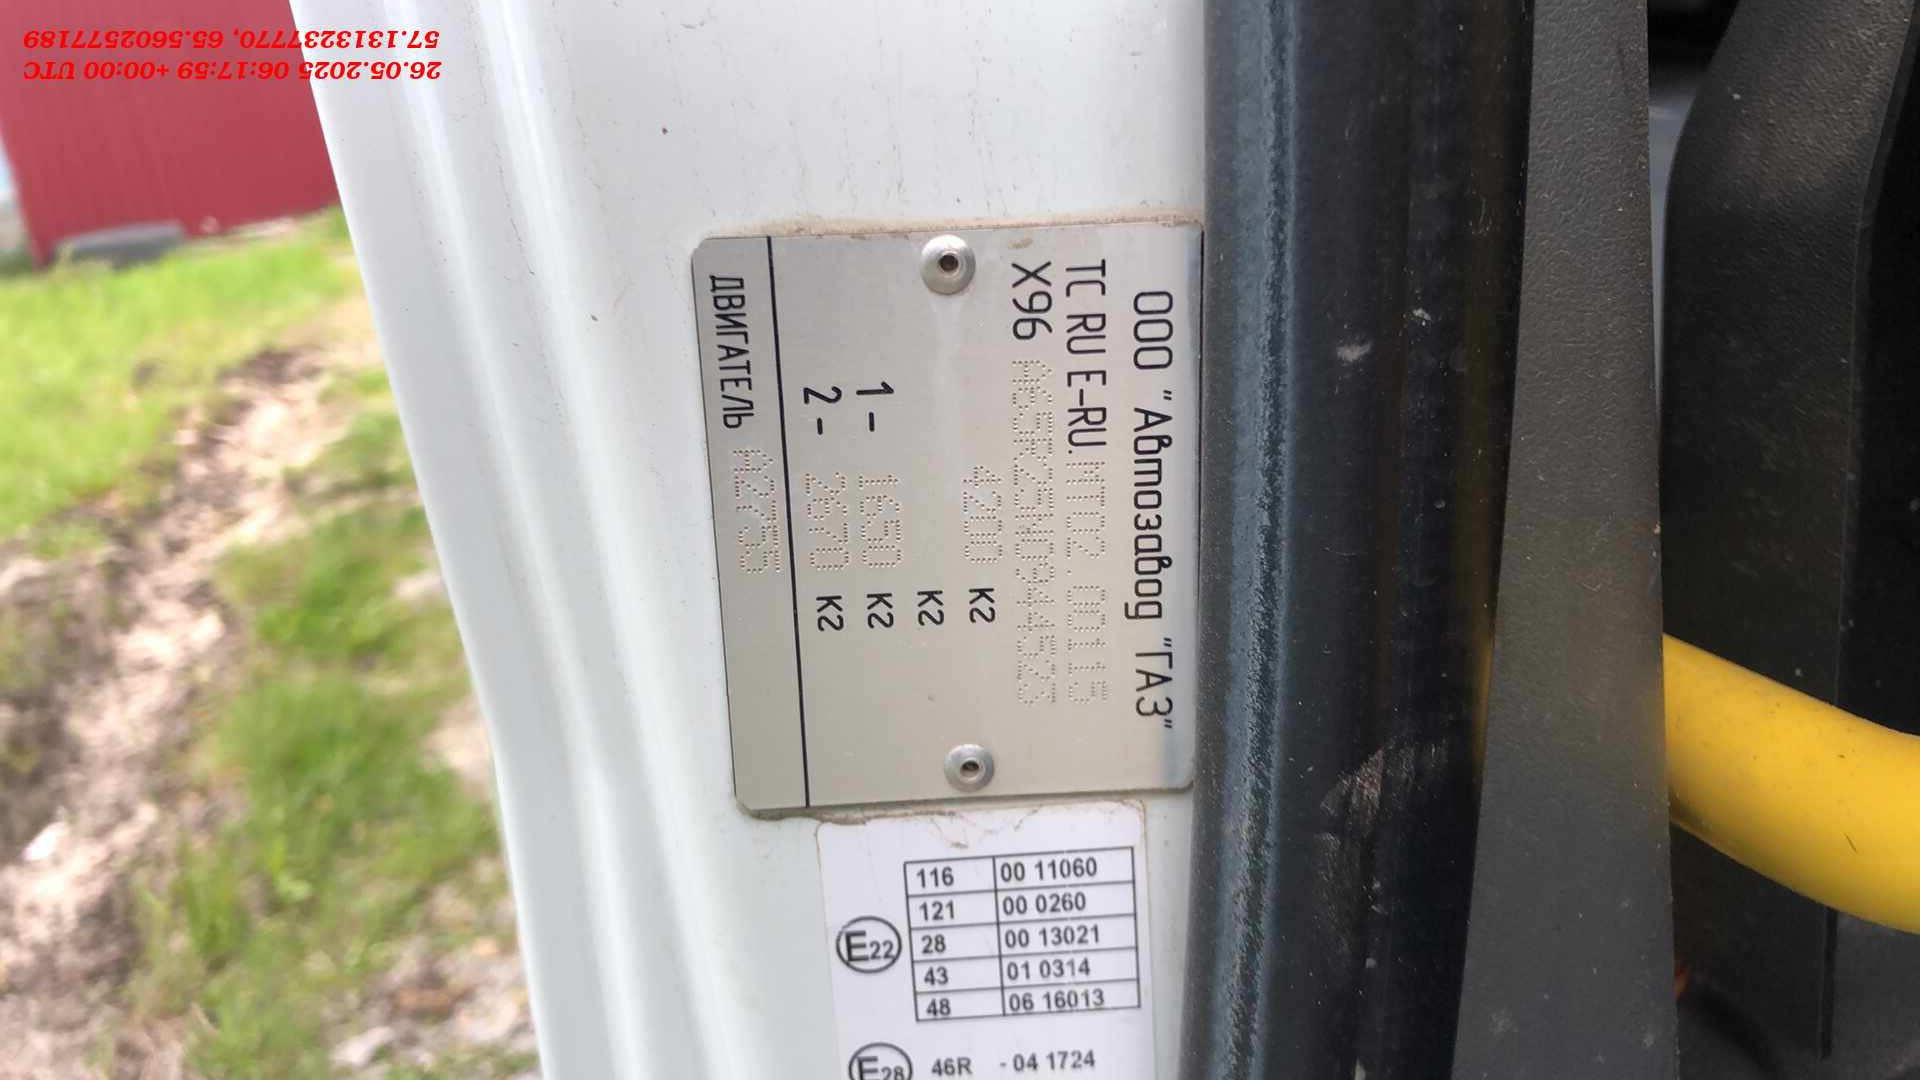 26.05.2025 06:17:59 +00:00 UTC
57.1313237770, 65.5602577189
ООО "Автозавод "ГАЗ"
ТС RU Е-RU.МТ02.00115
X96
4200 кг
кг
1- 1650 кг
2- 2670 кг
ДВИГАТЕЛЬ А2755
E22
116 00 11060
121 00 0260
28 00 13021
43 01 0314
48 06 16013
E28 46R - 04 1724